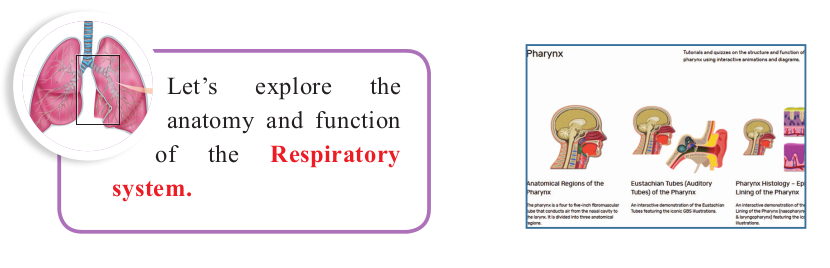 Let’s explore the
anatomy and function
of the Respiratory
system.
Pharynx
Tutorials and quizzes on the structure and function of
pharynx using interactive animations and diagrams.
Anatomical Regions of the
Pharynx
The pharynx is a four to five-inch fibromuscular
tube that conducts air from the nasal cavity to
the larynx. It is divided into three anatomical
regions.
Eustachian Tubes (Auditory
Tubes) of the Pharynx
An interactive demonstration of the Eustachian
Tubes featuring the iconic GBS illustrations.
Pharynx Histology – Ep
Lining of the Pharynx
An interactive demonstration of the
Lining of the Pharynx (nasopharyn
& laryngopharynx) featuring the ic
illustrations.